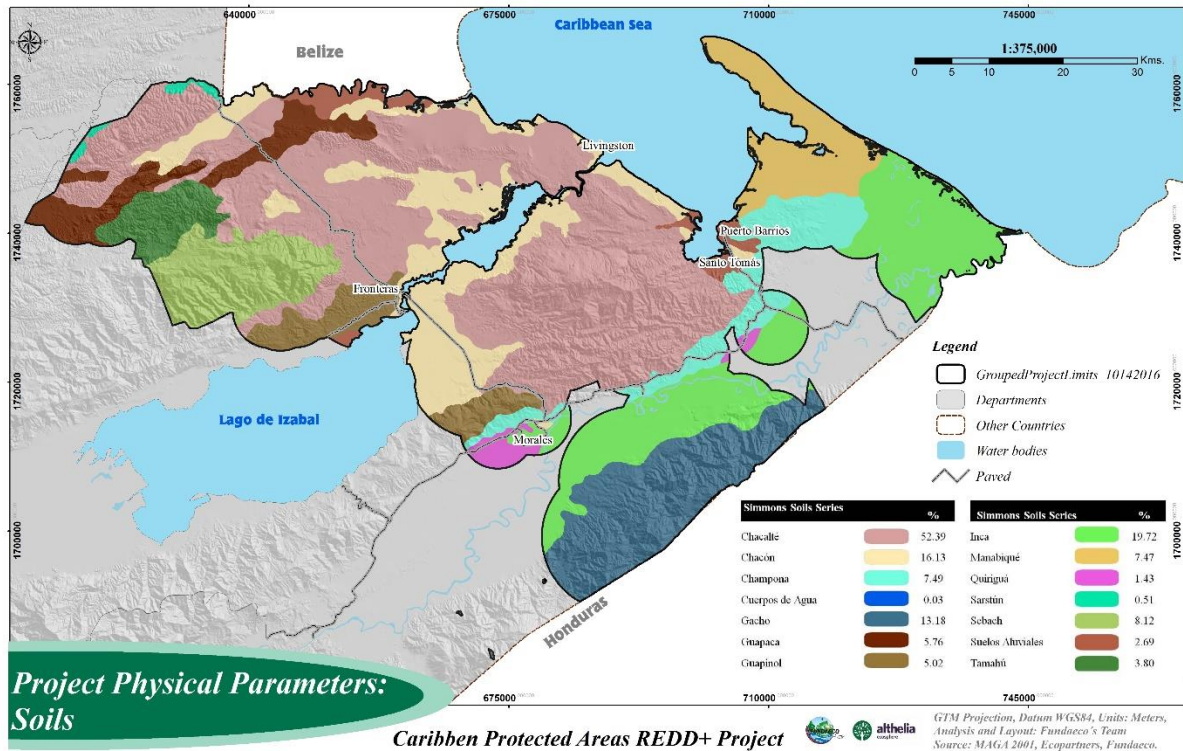 640000
675000
710000
745000
Caribbean Sea
Belize
1:375,000
0 5 10 20 30 Kms.
1760000
1760000
Livingston
1740000
Puerto Barrios
1740000
Santo Tomás
Fronteras
Legend
GroupedProjectLimits 10142016
1720000
Departments
1720000
Other Countries
Lago de Izabal
Water bodies
Morales
Paved
Simmons Soils Series % Simmons Soils Series %
1700000
Chacalté 52.39 Inca 19.72
1700000
Chacón 16.13 Manabiqué 7.47
Champona 7.49 Quiriguá 1.43
Cuerpos de Agua 0.03 Sarstún 0.51
Honduras
Gacho 13.18 Sebach 8.12
Guapaca 5.76 Suelos Aluviales 2.69
Guapinol 5.02 Tamahú 3.80
Project Physical Parameters:
Soils
675000
710000
745000
Caribben Protected Areas REDD+ Project
FUNDAECO
althelia
GTM Projection, Datum WGS84, Units: Meters,
Analysis and Layout: Fundaeco's Team
Source: MAGA 2001, Ecopartners, Fundaeco.